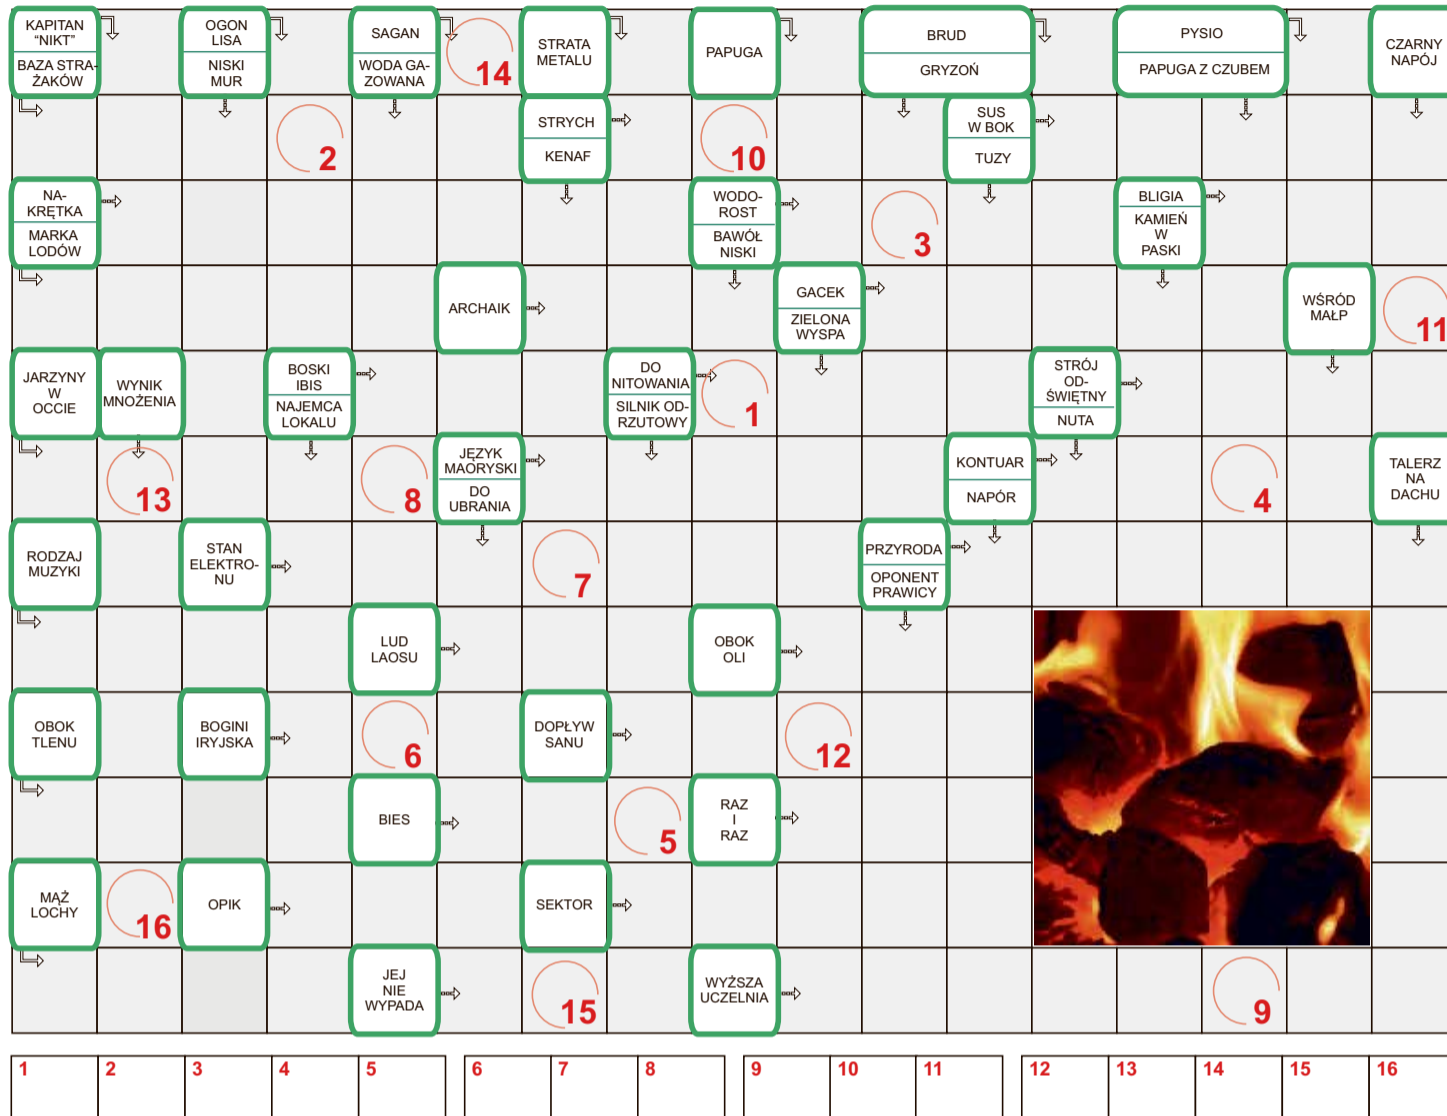 KAPITAN
"NIKT"
BAZA STRA-
ŻAKÓW
OGON
LISA
NISKI
MUR
SAGAN
WODA GA-
ZOWANA
14
STRATA
METALU
PAPUGA
BRUD
GRYZOŃ
PYSIO
PAPUGA Z CZUBEM
CZARNY
NAPÓJ
2
STRYCH
KENAF
10
SUS
W BOK
TUZY
NA-
KRĘTKA
MARKA
LODÓW
WODO-
ROST
BAWÓŁ
NISKI
3
BLIGIA
KAMIEŃ
W
PASKI
ARCHAIK
GACEK
ZIELONA
WYSPA
WŚRÓD
MAŁP
11
JARZYNY
W
OCCIE
WYNIK
MNOŻENIA
BOSKI
IBIS
NAJEMCA
LOKALU
DO
NITOWANIA
SILNIK OD-
RZUTOWY
1
STRÓJ
OD-
ŚWIĘTNY
NUTA
13
8
JĘZYK
MAORYSKI
DO
UBRANIA
KONTUAR
NAPÓR
4
TALERZ
NA
DACHU
RODZAJ
MUZYKI
STAN
ELEKTRO-
NU
7
PRZYRODA
OPONENT
PRAWICY
LUD
LAOSU
OBOK
OLI
OBOK
TLENU
BOGINI
IRYJSKA
6
DOPŁYW
SANU
12
BIES
5
RAZ
I
RAZ
MĄŻ
LOCHY
16
OPIK
SEKTOR
JEJ
NIE
WYPADA
15
WYŻSZA
UCZELNIA
9
1 2 3 4 5 6 7 8 9 10 11 12 13 14 15 16